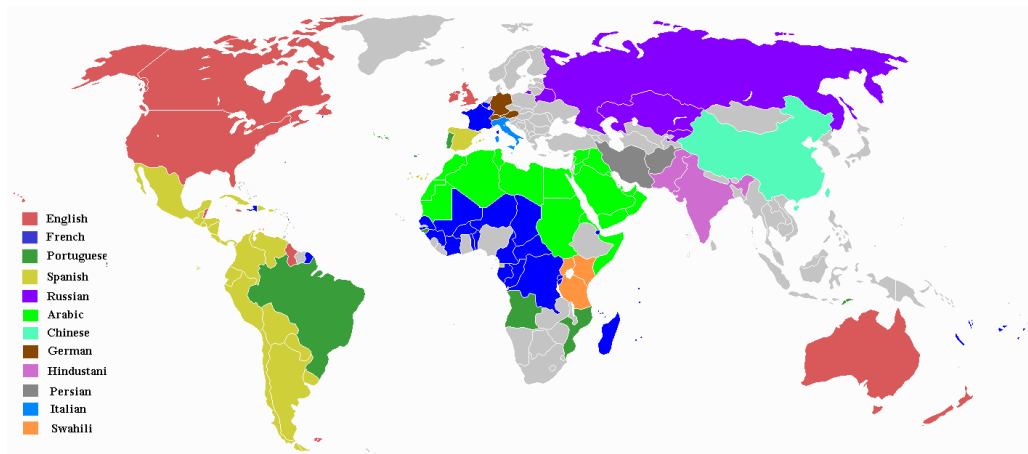 English
French
Portuguese
Spanish
Russian
Arabic
Chinese
German
Hindustani
Persian
Italian
Swahili